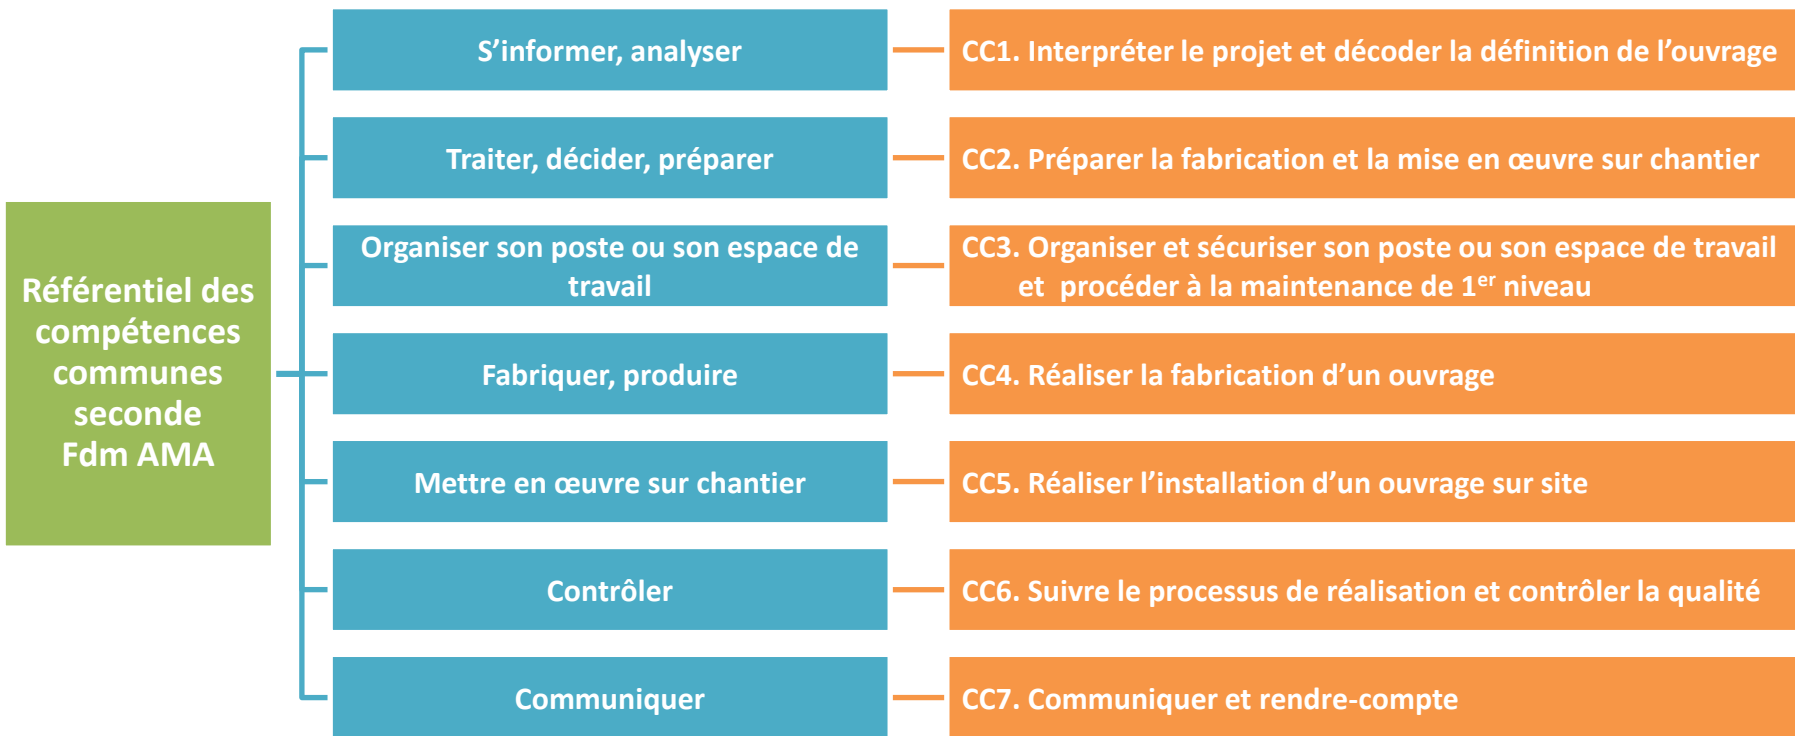 Référentiel des
compétences
communes
seconde
Fdm AMA
S’informer, analyser
CC1. Interpréter le projet et décoder la définition de l’ouvrage
Traiter, décider, préparer
CC2. Préparer la fabrication et la mise en œuvre sur chantier
Organiser son poste ou son espace de
travail
CC3. Organiser et sécuriser son poste ou son espace de travail
et procéder à la maintenance de 1er niveau
Fabriquer, produire
CC4. Réaliser la fabrication d’un ouvrage
Mettre en œuvre sur chantier
CC5. Réaliser l’installation d’un ouvrage sur site
Contrôler
CC6. Suivre le processus de réalisation et contrôler la qualité
Communiquer
CC7. Communiquer et rendre-compte